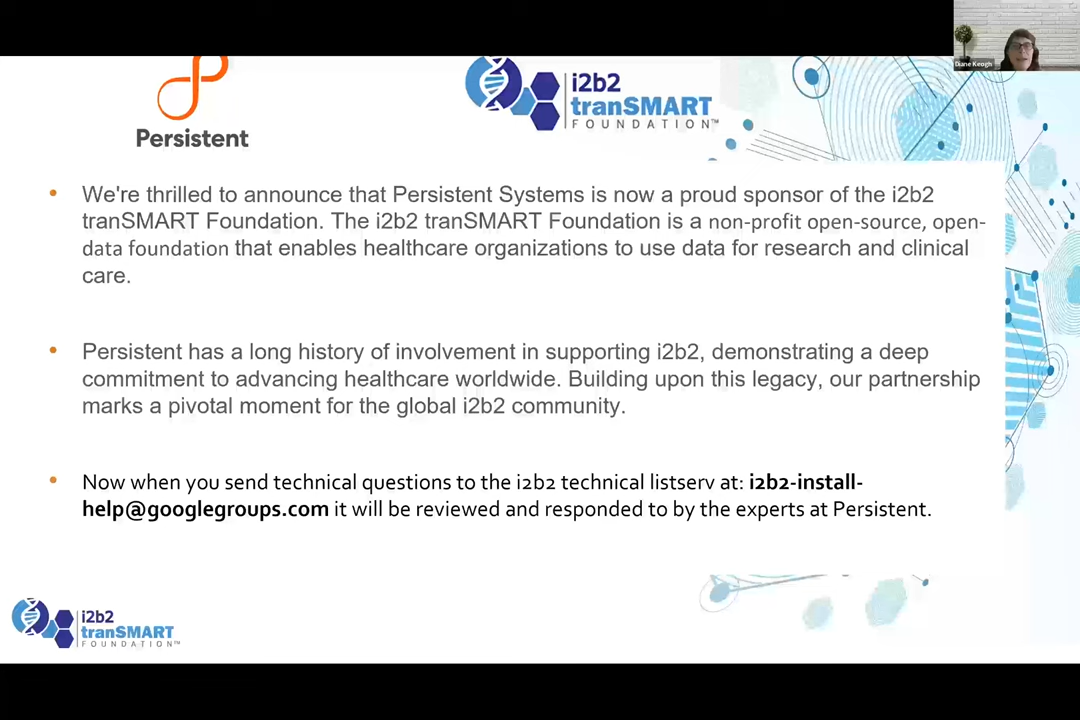 Diane Keogh
Persistent
i2b2
tranSMART
FOUNDATION™
We're thrilled to announce that Persistent Systems is now a proud sponsor of the i2b2
tranSMART Foundation. The i2b2 tranSMART Foundation is a non-profit open-source, open-
data foundation that enables healthcare organizations to use data for research and clinical
care.
Persistent has a long history of involvement in supporting i2b2, demonstrating a deep
commitment to advancing healthcare worldwide. Building upon this legacy, our partnership
marks a pivotal moment for the global i2b2 community.
Now when you send technical questions to the i2b2 technical listserv at: i2b2-install-
help@googlegroups.com it will be reviewed and responded to by the experts at Persistent.
i2b2
tranSMART
FOUNDATION™